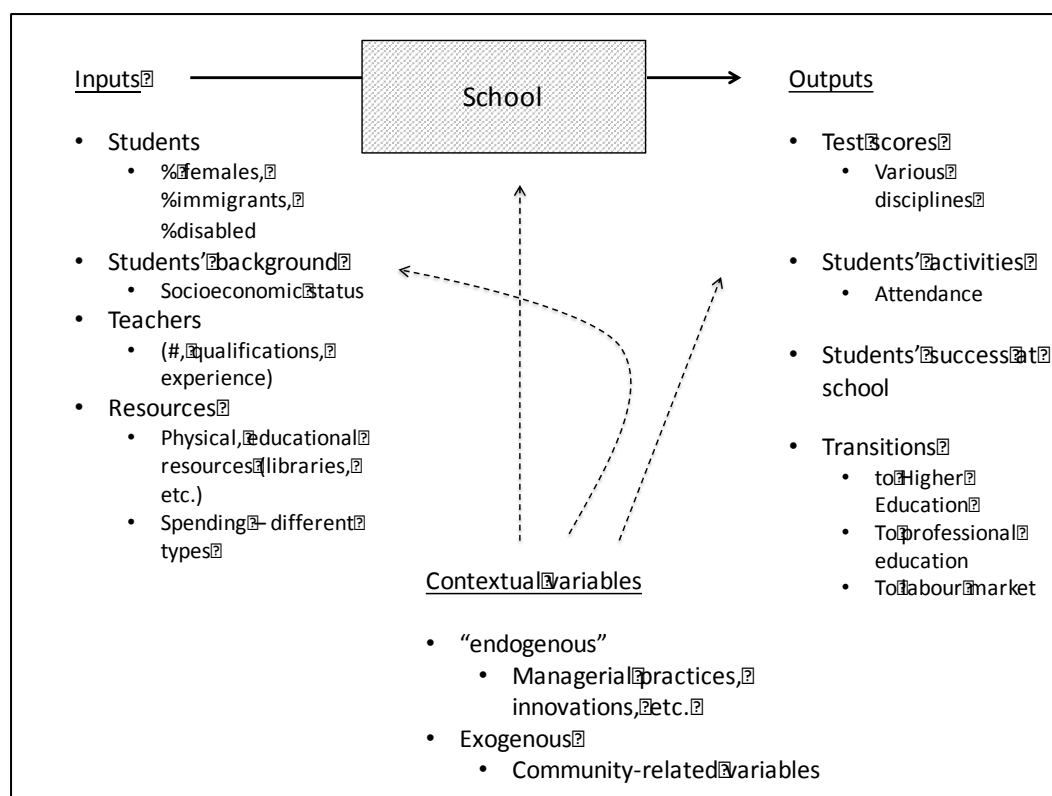 Inputs
School
Outputs
• Students
• % females,
%immigrants,
%disabled
• Students' background
• Socioeconomic status
• Teachers
• (#, qualifications,
experience)
• Resources
• Physical, educational
resources (libraries,
etc.)
• Spending – different
types
• Test scores
• Various
disciplines
• Students' activities
• Attendance
• Students' success at
school
• Transitions
• to Higher
Education
• To professional
education
• To labour market
Contextual variables
• “endogenous”
• Managerial practices,
innovations, etc.
• Exogenous
• Community-related variables